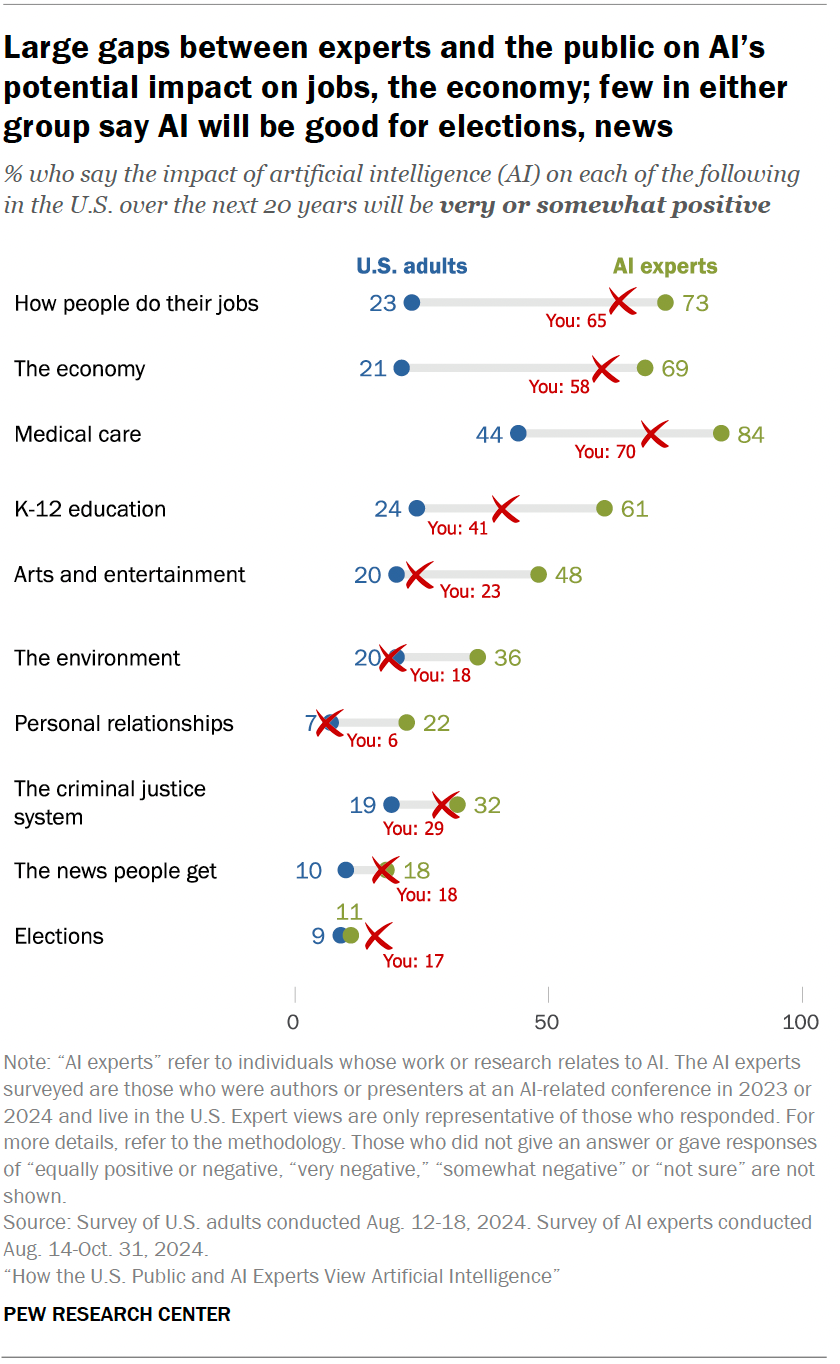 Large gaps between experts and the public on AI’s
potential impact on jobs, the economy; few in either
group say AI will be good for elections, news
% who say the impact of artificial intelligence (AI) on each of the following
in the U.S. over the next 20 years will be very or somewhat positive
U.S. adults AI experts
How people do their jobs 23 73
You: 65
The economy 21 69
You: 58
Medical care 44 84
You: 70
K-12 education 24 61
You: 41
Arts and entertainment 20 48
You: 23
The environment 20 36
You: 18
Personal relationships 7 22
You: 6
The criminal justice
system 19 32
You: 29
The news people get 10 18
You: 18
11
Elections 9
You: 17
0 50 100
Note: “AI experts” refer to individuals whose work or research relates to AI. The AI experts
surveyed are those who were authors or presenters at an AI-related conference in 2023 or
2024 and live in the U.S. Expert views are only representative of those who responded. For
more details, refer to the methodology. Those who did not give an answer or gave responses
of “equally positive or negative, “very negative,” “somewhat negative” or “not sure” are not
shown.
Source: Survey of U.S. adults conducted Aug. 12-18, 2024. Survey of AI experts conducted
Aug. 14-Oct. 31, 2024.
“How the U.S. Public and AI Experts View Artificial Intelligence”
PEW RESEARCH CENTER